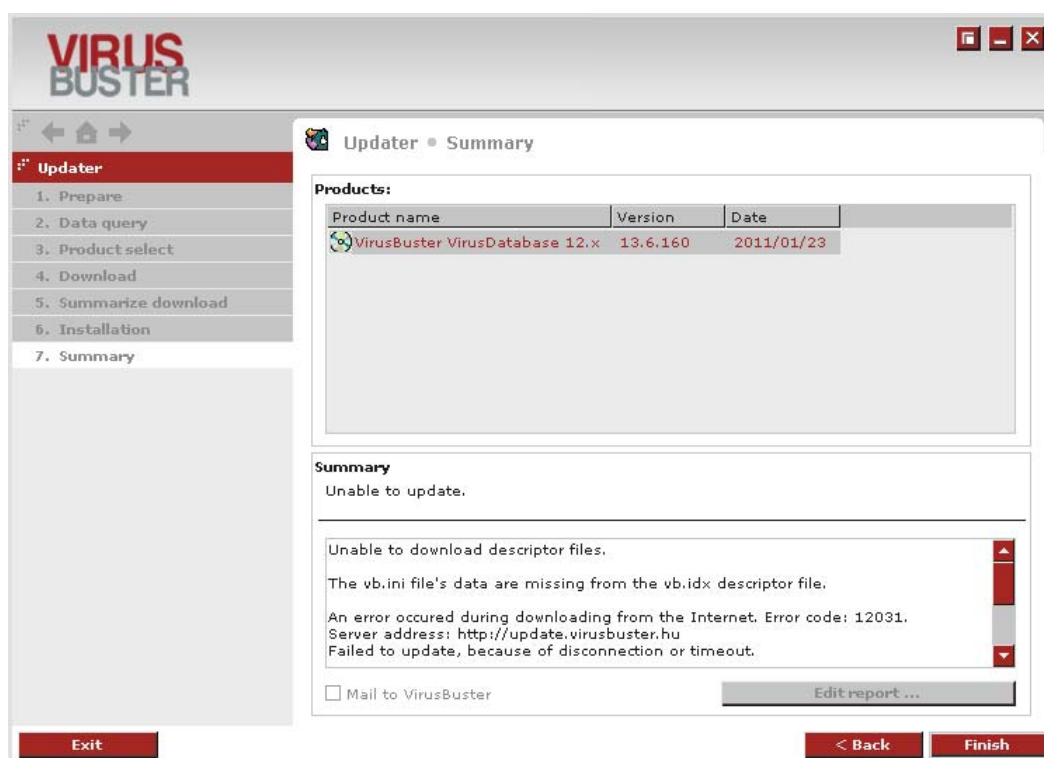 VIRUS
BUSTER
Updater
1. Prepare
2. Data query
3. Product select
4. Download
5. Summarize download
6. Installation
7. Summary
Updater • Summary
Products:
Product name Version Date
VirusBuster VirusDatabase 12.x 13.6.160 2011/01/23
Summary
Unable to update.
Unable to download descriptor files.
The vb.ini file's data are missing from the vb.idx descriptor file.
An error occured during downloading from the Internet. Error code: 12031.
Server address: http://update.virusbuster.hu
Failed to update, because of disconnection or timeout.
Mail to VirusBuster
Edit report ...
Exit
< Back
Finish